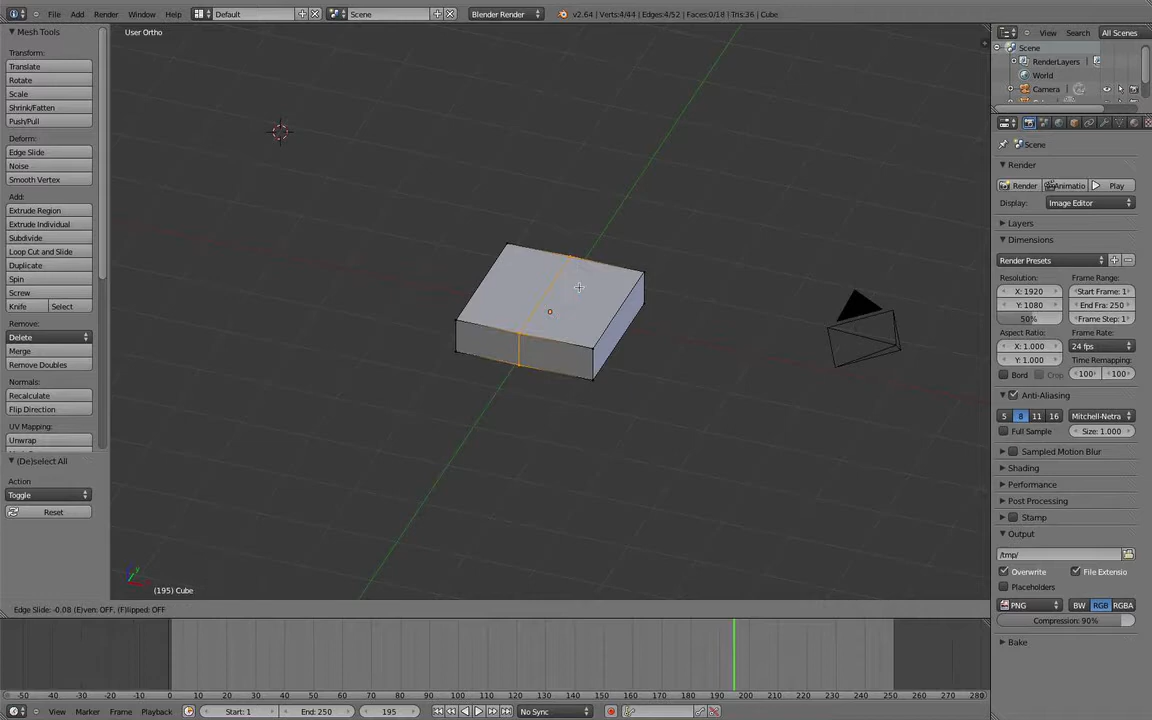 File Add Render Window Help Default Scene Blender Render v2.64 | Verts:4/44 | Edges:4/52 | Faces:0/18 | Tris:36 | Cube
Mesh Tools
Transform:
Translate
Rotate
Scale
Shrink/Fatten
Push/Pull
Deform:
Edge Slide
Noise
Smooth Vertex
Add:
Extrude Region
Extrude Individual
Subdivide
Loop Cut and Slide
Duplicate
Spin
Screw
Knife Select
Remove:
Delete
Merge
Remove Doubles
Normals:
Recalculate
Flip Direction
UV Mapping:
Unwrap
(De)select All
Action
Toggle
Reset
User Ortho
(195) Cube
Edge Slide: -0.08 (E)ven: OFF, (F)lipped: OFF
View Search All Scenes
Scene
RenderLayers
World
Camera
Scene
Render
Render Animatio Play
Display: Image Editor
Layers
Dimensions
Render Presets
Resolution: Frame Range:
X: 1920 Start Frame: 1
Y: 1080 End Fra: 250
50% Frame Step: 1
Aspect Ratio: Frame Rate:
X: 1.000 24 fps
Y: 1.000 Time Remapping:
Bord Crop 100 100
Anti-Aliasing
5 8 11 16 Mitchell-Netra
Full Sample Size: 1.000
Sampled Motion Blur
Shading
Performance
Post Processing
Stamp
Output
/tmp/
Overwrite File Extensio
Placeholders
PNG BW RGB RGBA
Compression: 90%
Bake
-50 -40 -30 -20 -10 0 10 20 30 40 50 60 70 80 90 100 110 120 130 140 150 160 170 180 190 200 210 220 230 240 250 260 270 280
View Marker Frame Playback Start: 1 End: 250 195 No Sync